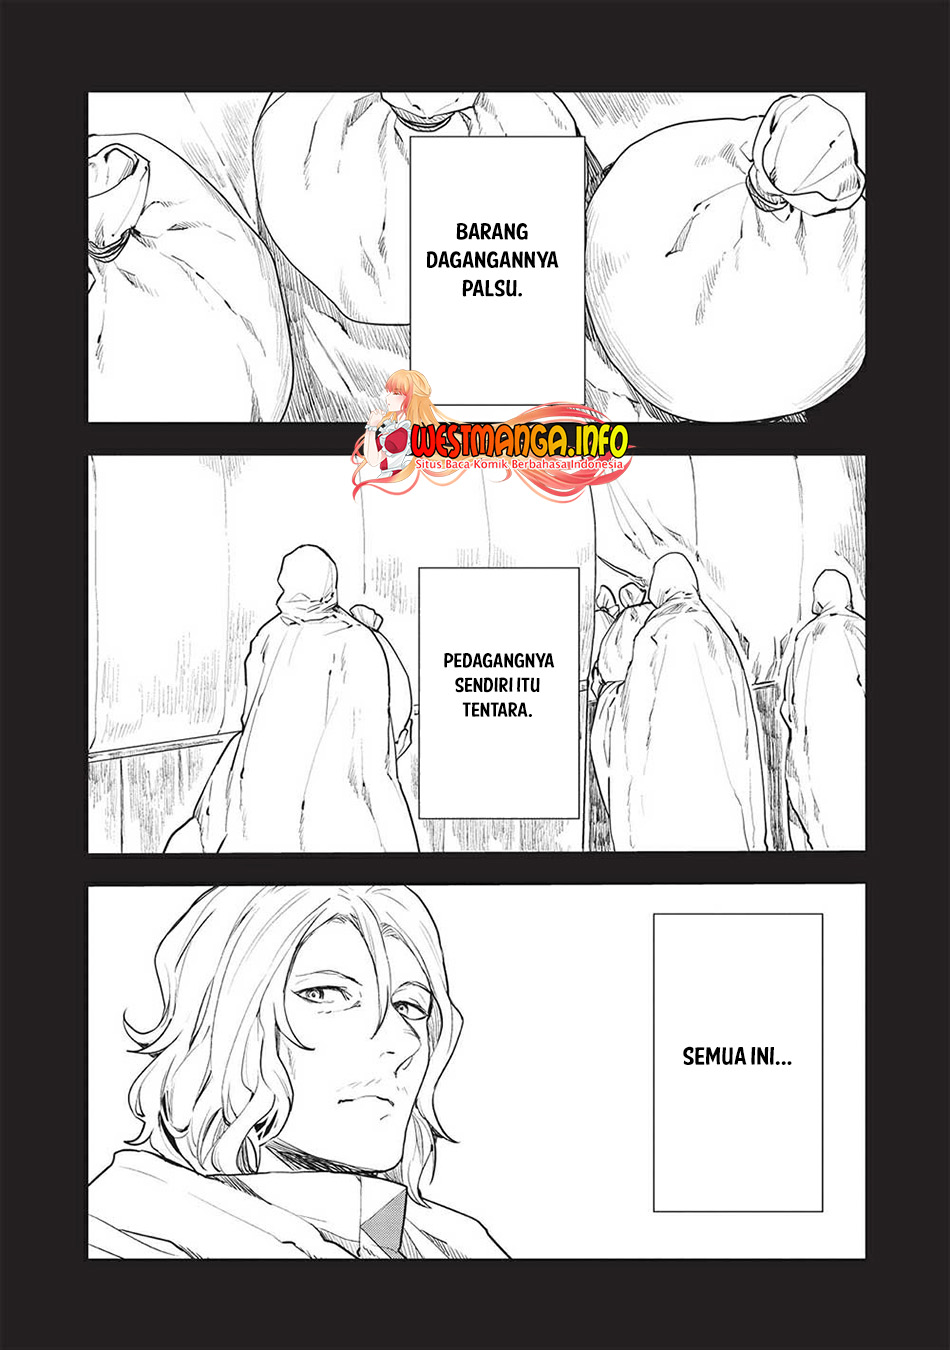 BARANG
DAGANGANNYA
PALSU.
WESTMANGA.INFO
Situs Baca Komik Berbahasa Indonesia
PEDAGANGNYA
SENDIRI ITU
TENTARA.
SEMUA INI...